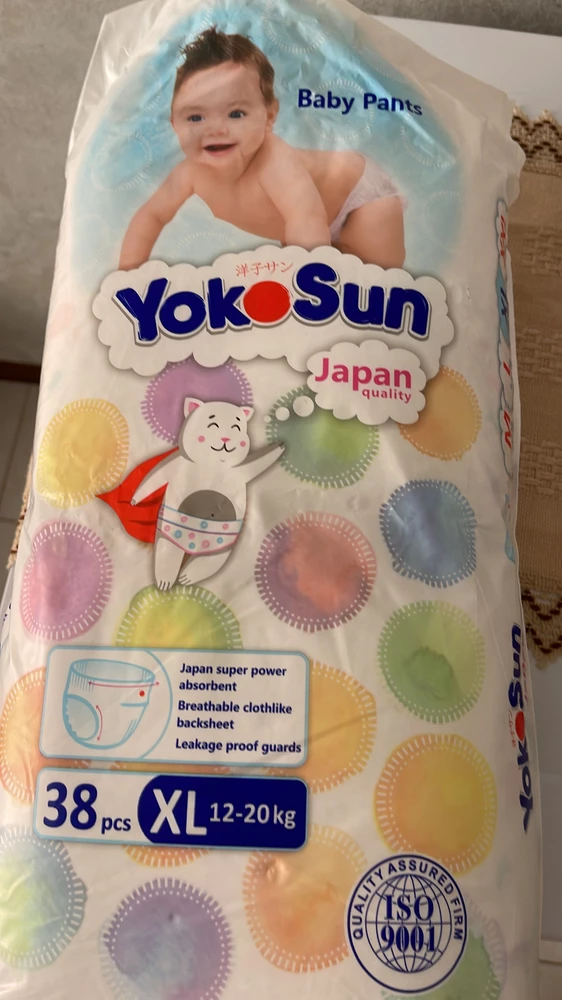 Baby Pants
洋子サン
YokoSun
Japan
quality
Japan super power
absorbent
Breathable clothlike
backsheet
Leakage proof guards
38 pcs XL 12-20 kg
QUALITY ASSURED FIRM
ISO
9001
YokoSun